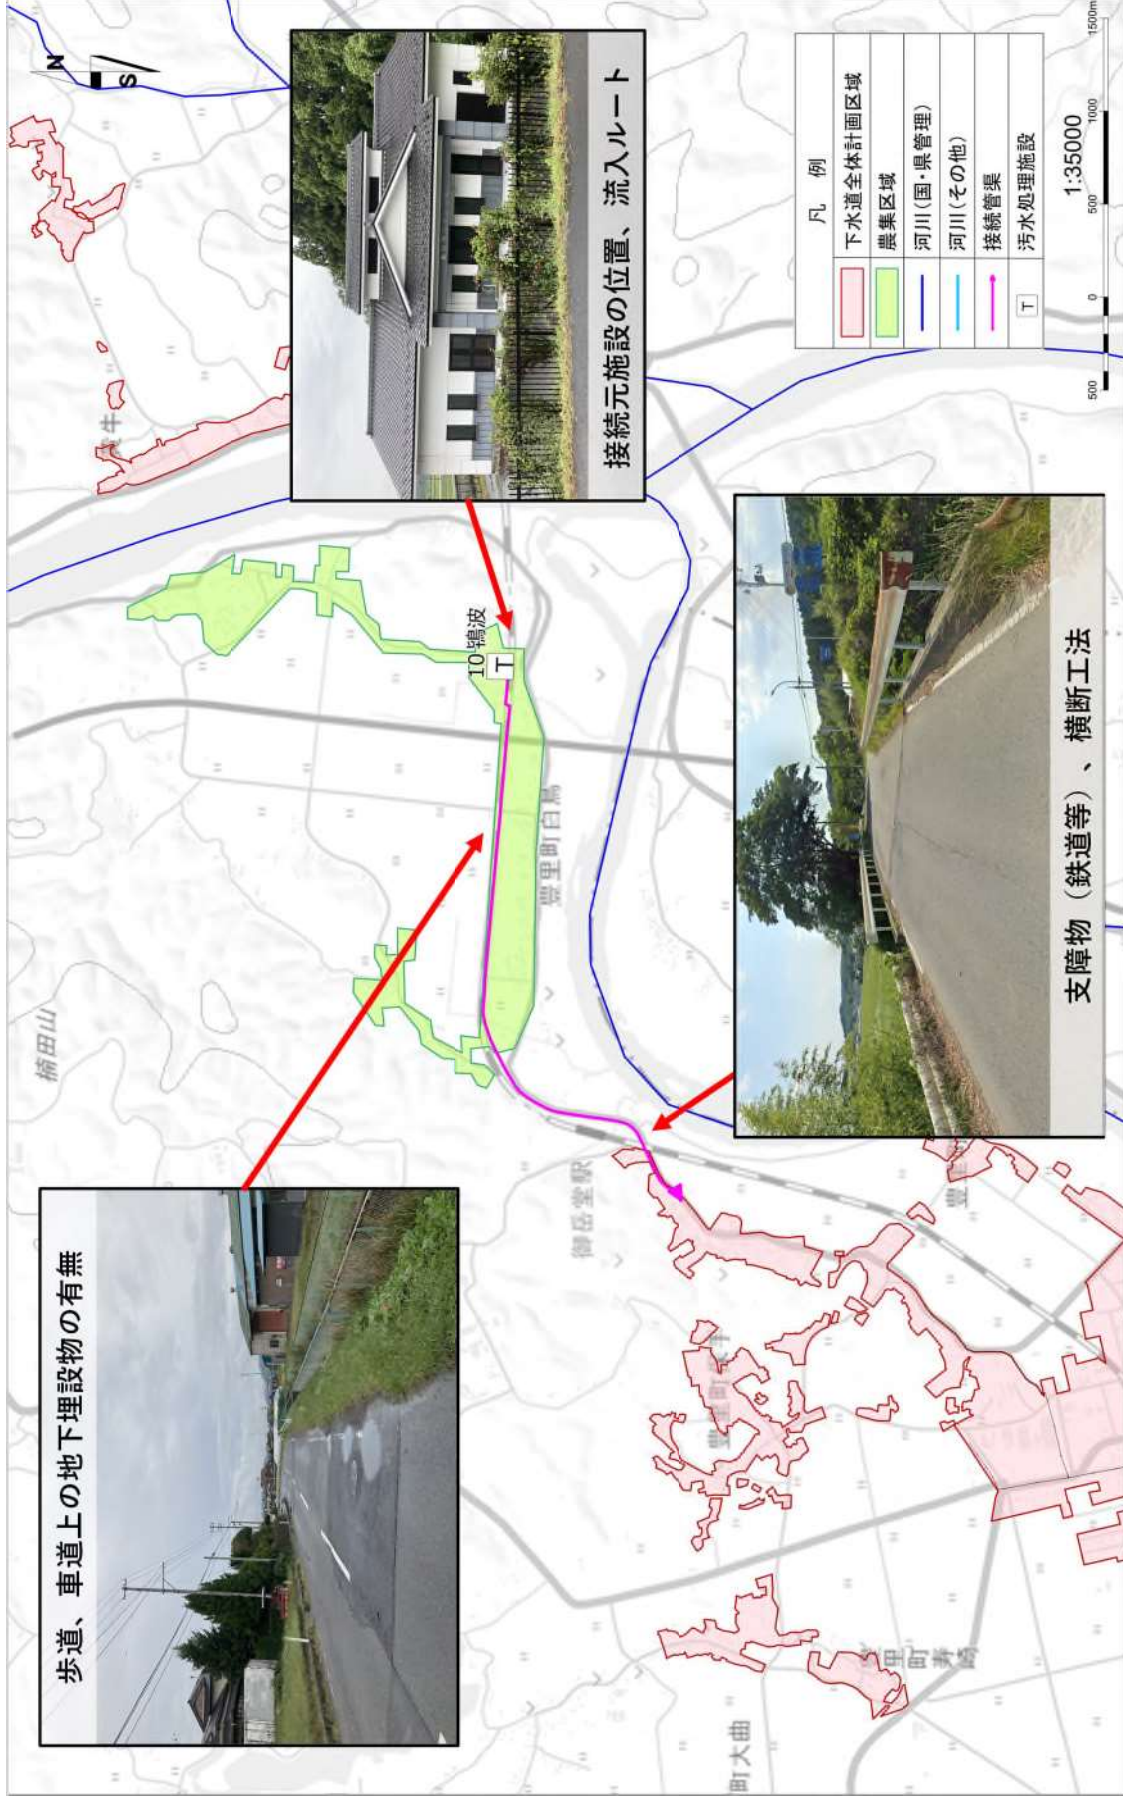 歩道、車道上の地下埋設物の有無
接続元施設の位置、流入ルート
支障物（鉄道等）、横断工法
N
S
楠田山
10 鴇波
T
豊里町白鳥
御岳堂駅
町大曲
凡 例
下水道全体計画区域
農集区域
河川(国・県管理)
河川(その他)
接続管渠
T 汚水処理施設
1:35000
500 0 500 1000 1500m